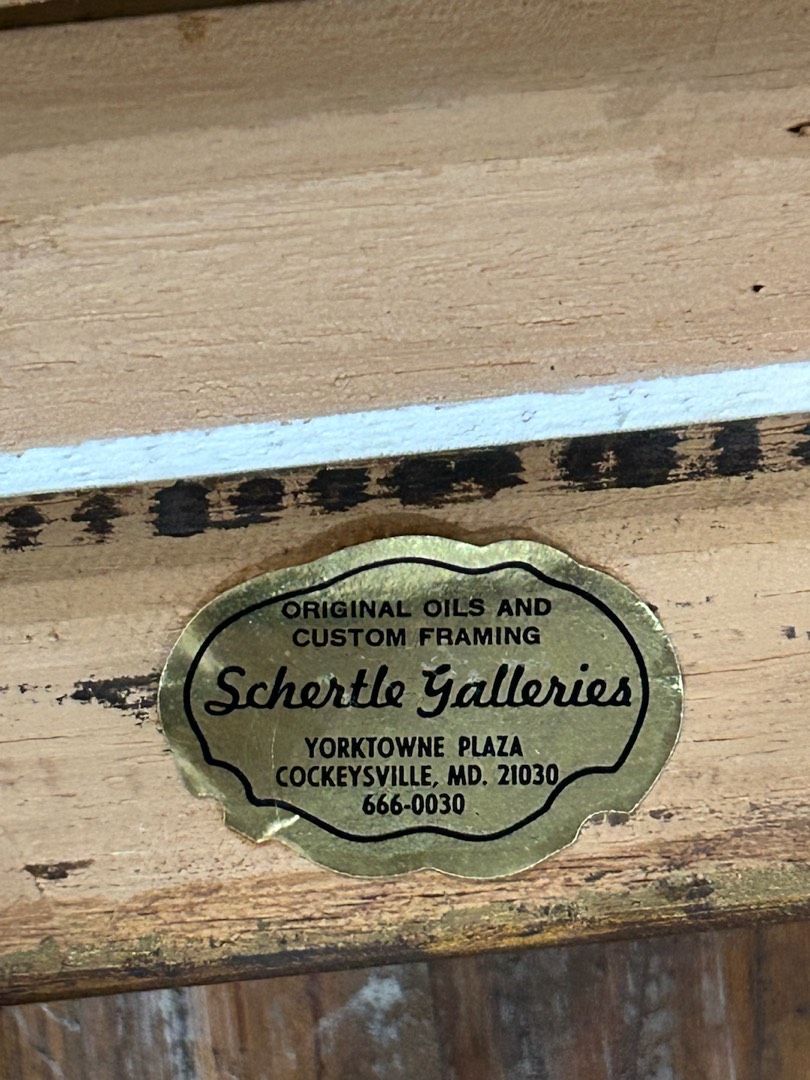 ORIGINAL OILS AND
CUSTOM FRAMING
Schertle Galleries
YORKTOWNE PLAZA
COCKEYSVILLE, MD. 21030
666-0030